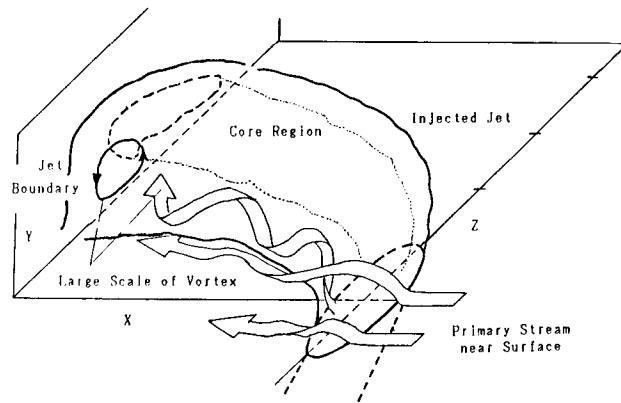 Core Region
Injected Jet
Jet
Boundary
Y
Z
Large Scale of Vortex
X
Primary Stream
near Surface